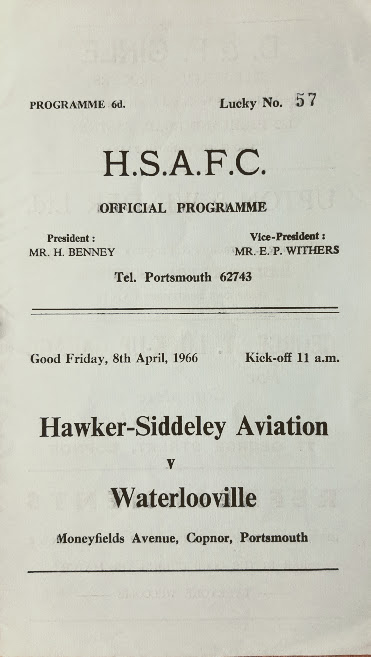 PROGRAMME 6d. Lucky No. 57
H.S.A.F.C.
OFFICIAL PROGRAMME
President : Vice-President :
MR. H. BENNEY MR. E. P. WITHERS
Tel. Portsmouth 62743
Good Friday, 8th April, 1966 Kick-off 11 a.m.
Hawker-Siddeley Aviation
v
Waterlooville
Moneyfields Avenue, Copnor, Portsmouth